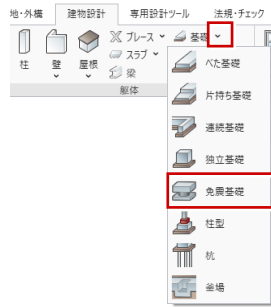 地・外構 建物設計 専用設計ツール 法規・チェック
柱 壁 屋根 ブレース 基礎
スラブ
梁
躯体
べた基礎
片持ち基礎
連続基礎
独立基礎
免震基礎
柱型
杭
釜場